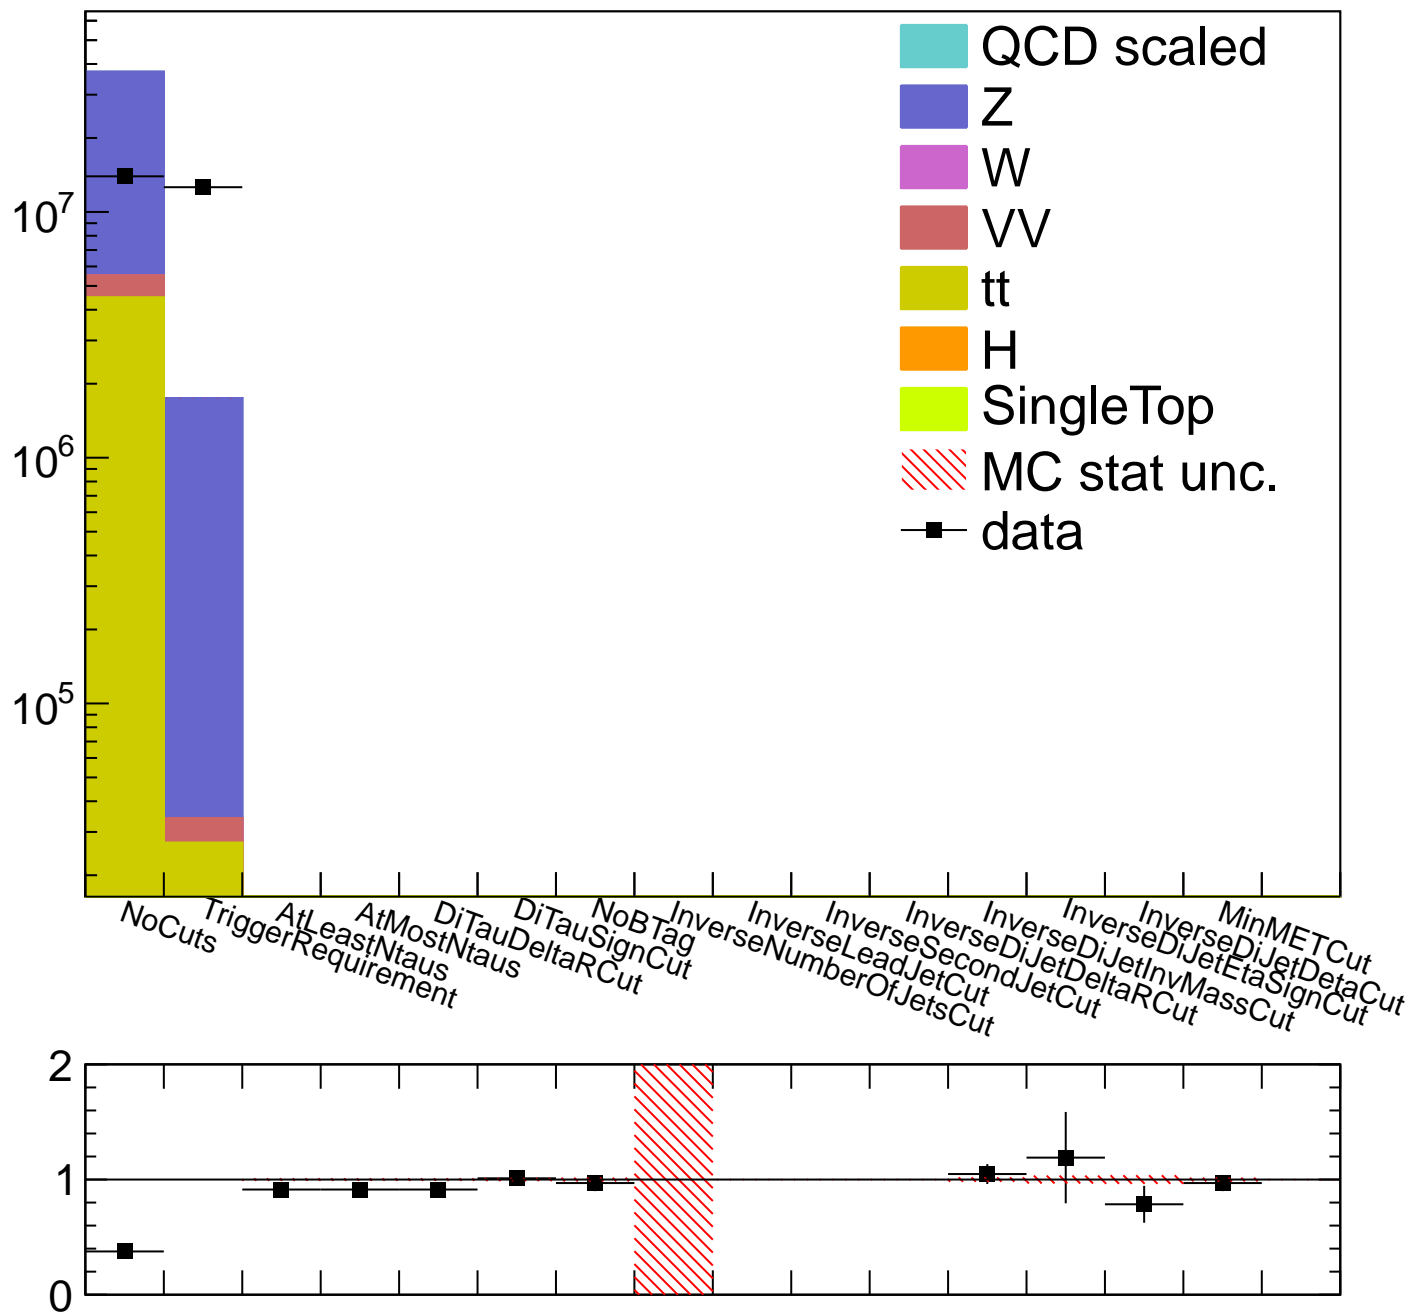 QCD scaled
Z
W
VV
tt
H
SingleTop
MC stat unc.
data
10^7
10^6
10^5
NoCuts
TriggerRequirement
AtLeastNtaus
AtMostNtaus
DiTauDeltaRCut
DiTauSignCut
NoBTag
InverseNumberOfJetsCut
InverseLeadJetCut
InverseSecondJetCut
InverseDiJetDeltaRCut
InverseDiJetInvMassCut
InverseDiJetEtaSignCut
InverseDiJetDetaCut
MinMETCut
2
1
0